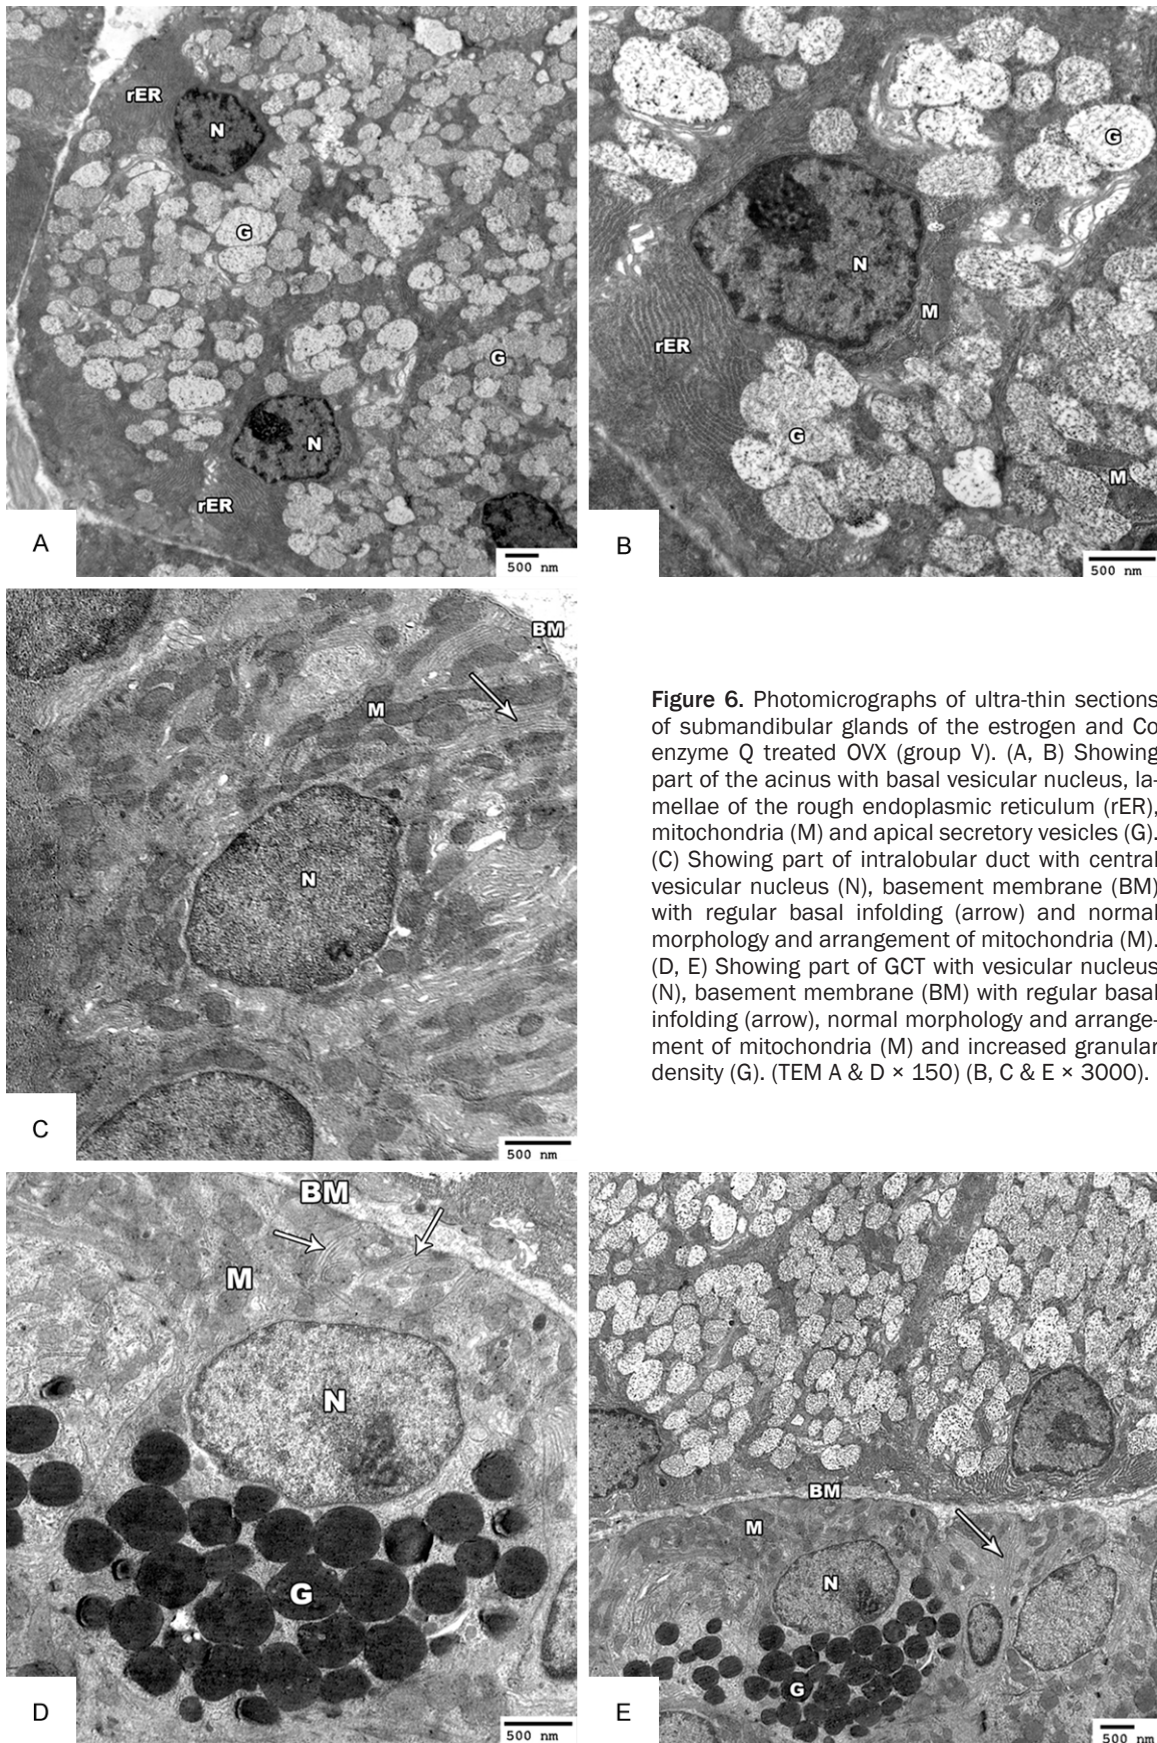 rER
N
G
G
N
rER
A
500 nm
G
N
M
rER
G
M
B
500 nm
BM
M
N
C
500 nm
Figure 6. Photomicrographs of ultra-thin sections
of submandibular glands of the estrogen and Co
enzyme Q treated OVX (group V). (A, B) Showing
part of the acinus with basal vesicular nucleus, la-
mellae of the rough endoplasmic reticulum (rER),
mitochondria (M) and apical secretory vesicles (G).
(C) Showing part of intralobular duct with central
vesicular nucleus (N), basement membrane (BM)
with regular basal infolding (arrow) and normal
morphology and arrangement of mitochondria (M).
(D, E) Showing part of GCT with vesicular nucleus
(N), basement membrane (BM) with regular basal
infolding (arrow), normal morphology and arrange-
ment of mitochondria (M) and increased granular
density (G). (TEM A & D × 150) (B, C & E × 3000).
BM
M
N
G
D
500 nm
BM
M
N
G
E
500 nm